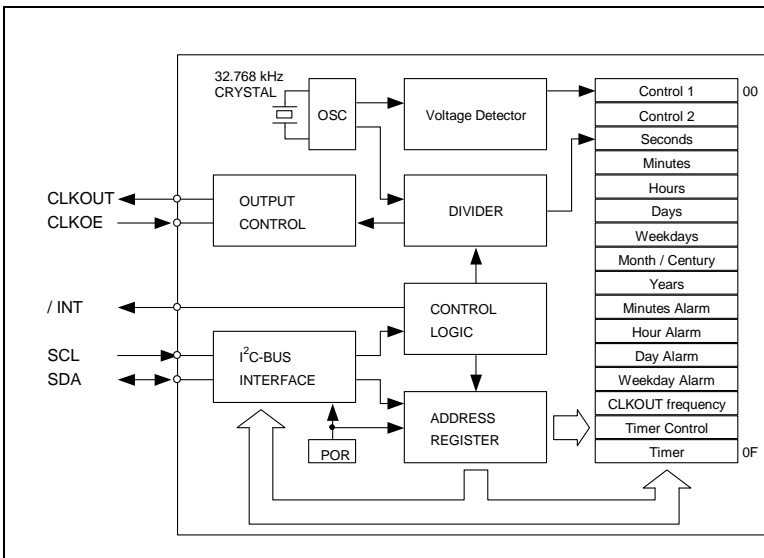 32.768 kHz
CRYSTAL
OSC
Voltage Detector
Control 1
00
Control 2
Seconds
Minutes
Hours
Days
Weekdays
Month / Century
Years
Minutes Alarm
Hour Alarm
Day Alarm
Weekday Alarm
CLKOUT frequency
Timer Control
Timer
0F
CLKOUT
CLKOE
OUTPUT
CONTROL
DIVIDER
/ INT
CONTROL
LOGIC
SCL
SDA
I²C-BUS
INTERFACE
ADDRESS
REGISTER
POR